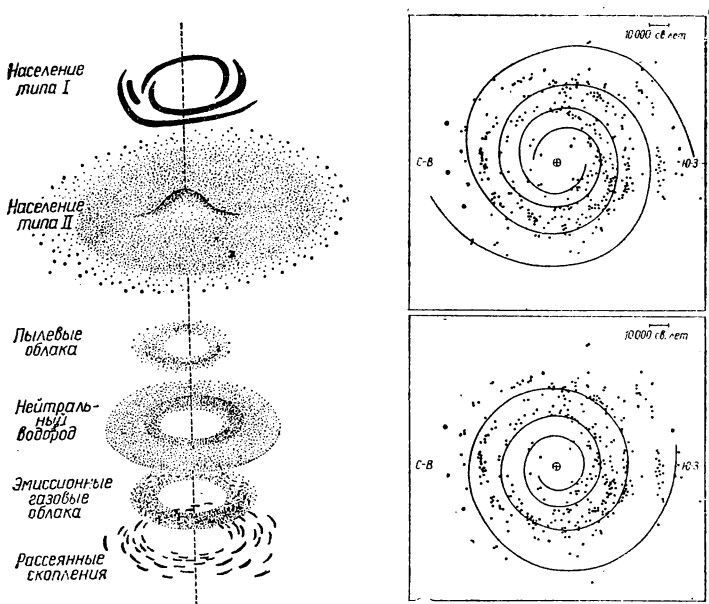 Население
типа I
Население
типа II
Пылевые
облака
Нейтраль-
ный
водород
Эмиссионные
газовые
облака
Рассеянные
скопления
10 000 св. лет
С-В
Ю-З
10 000 св. лет
С-В
Ю-З